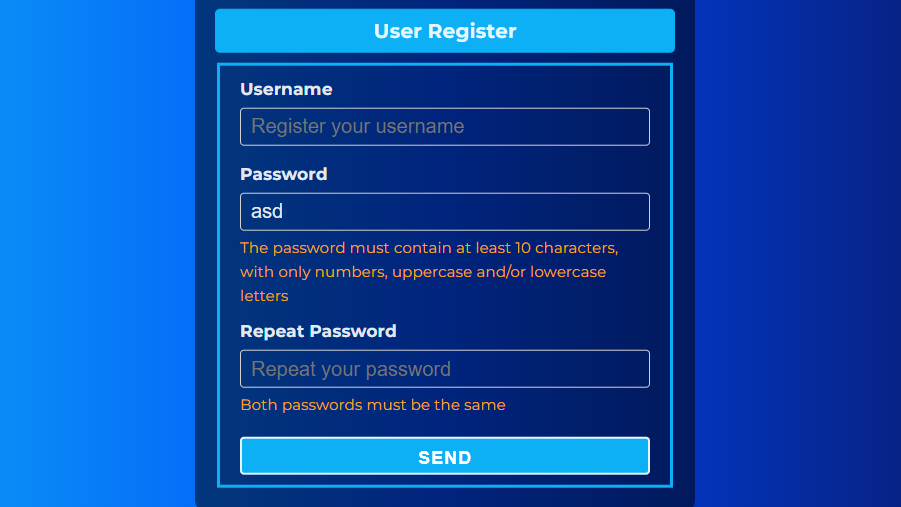 User Register
Username
Register your username
Password
asd
The password must contain at least 10 characters,
with only numbers, uppercase and/or lowercase
letters
Repeat Password
Repeat your password
Both passwords must be the same
SEND